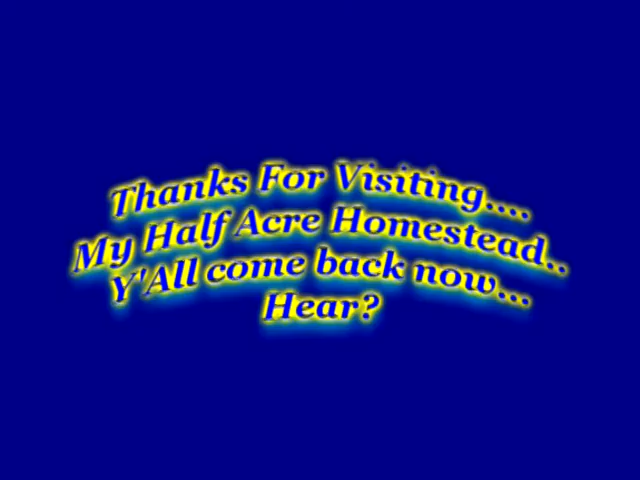 Thanks For Visiting....
My Half Acre Homestead..
Y'All come back now...
Hear?